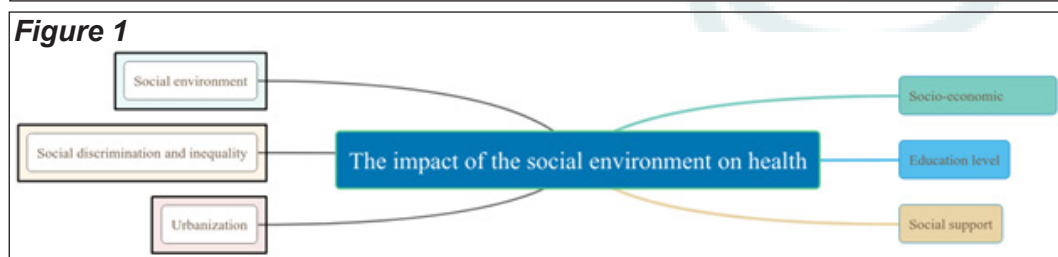 Figure 1
Social environment
Social discrimination and inequality
Urbanization
The impact of the social environment on health
Socio-economic
Education level
Social support